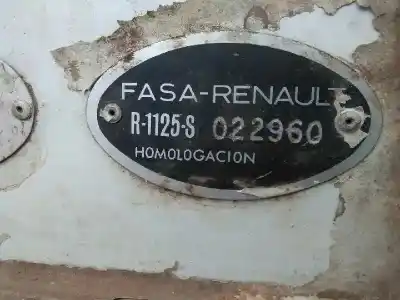 FASA-RENAULT
R-1125-S 022960
HOMOLOGACION